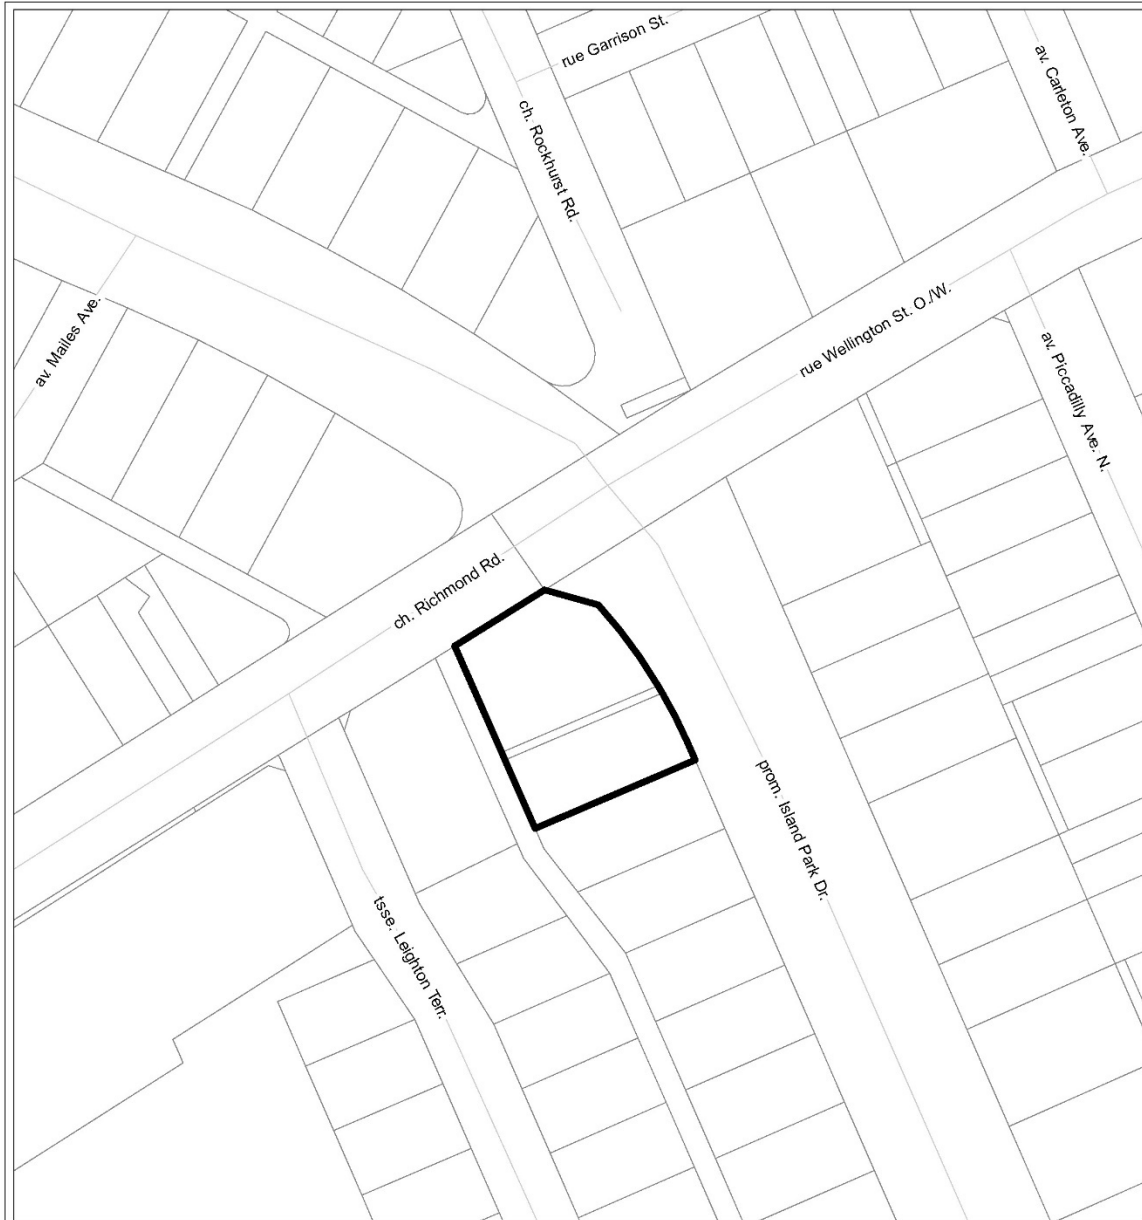 rue Garrison St.
av. Carleton Ave.
ch. Rockhurst Rd.
rue Wellington St. O./W.
av. Mailes Ave.
av. Piccadilly Ave. N.
ch. Richmond Rd.
prom. Island Park Dr.
tsse. Leighton Terr.